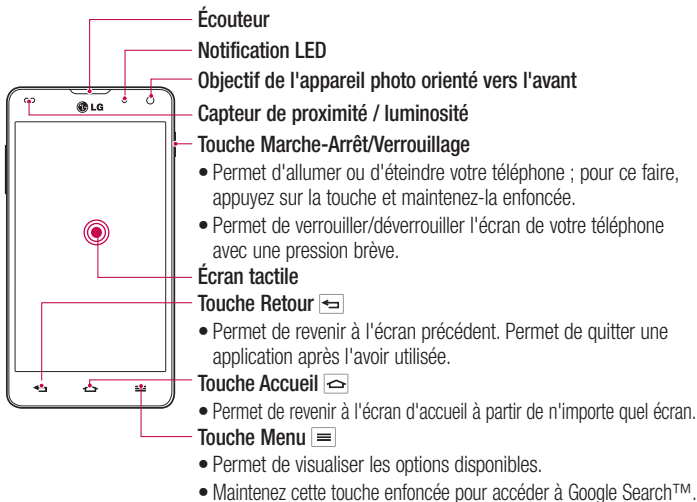 Écouteur
Notification LED
Objectif de l'appareil photo orienté vers l'avant
Capteur de proximité / luminosité
LG
Touche Marche-Arrêt/Verrouillage
• Permet d'allumer ou d'éteindre votre téléphone ; pour ce faire,
appuyez sur la touche et maintenez-la enfoncée.
• Permet de verrouiller/déverrouiller l'écran de votre téléphone
avec une pression brève.
Écran tactile
Touche Retour
• Permet de revenir à l'écran précédent. Permet de quitter une
application après l'avoir utilisée.
Touche Accueil
• Permet de revenir à l'écran d'accueil à partir de n'importe quel écran.
Touche Menu
• Permet de visualiser les options disponibles.
• Maintenez cette touche enfoncée pour accéder à Google Search™.